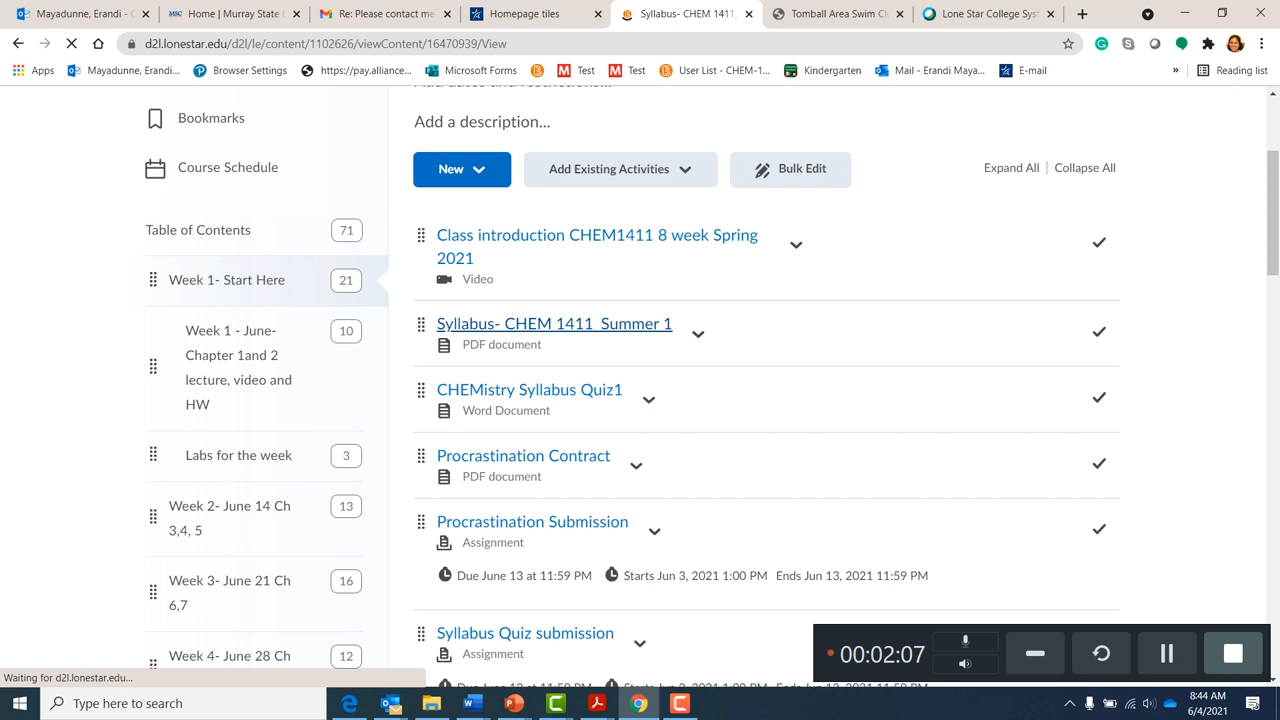 Mayadunne, Erandi - O
Home | Murray State Un
Re: Please contact me
Homepage tiles
Syllabus- CHEM 1411_
Tomball Area Swim Clu
Lone Star College Syst
d2l.lonestar.edu/d2l/le/content/1102626/viewContent/16470939/View
Apps
Mayadunne, Erandi...
Browser Settings
https://pay.alliance...
Microsoft Forms
Test
Test
User List - CHEM-1...
Kindergarten
Mail - Erandi Maya...
E-mail
»
Reading list
Bookmarks
Course Schedule
Table of Contents 71
Week 1- Start Here 21
Week 1 - June-
Chapter 1and 2
lecture, video and
HW
10
Labs for the week 3
Week 2- June 14 Ch
3,4, 5
13
Week 3- June 21 Ch
6,7
16
Week 4- June 28 Ch 12
Add dates and restrictions...
Add a description...
New
Add Existing Activities
Bulk Edit
Expand All | Collapse All
Class introduction CHEM1411 8 week Spring
2021
Video
Syllabus- CHEM 1411_Summer 1
PDF document
CHEMistry Syllabus Quiz1
Word Document
Procrastination Contract
PDF document
Procrastination Submission
Assignment
Due June 13 at 11:59 PM Starts Jun 3, 2021 1:00 PM Ends Jun 13, 2021 11:59 PM
Syllabus Quiz submission
Assignment
00:02:07
Waiting for d2l.lonestar.edu...
Type here to search
8:44 AM
6/4/2021